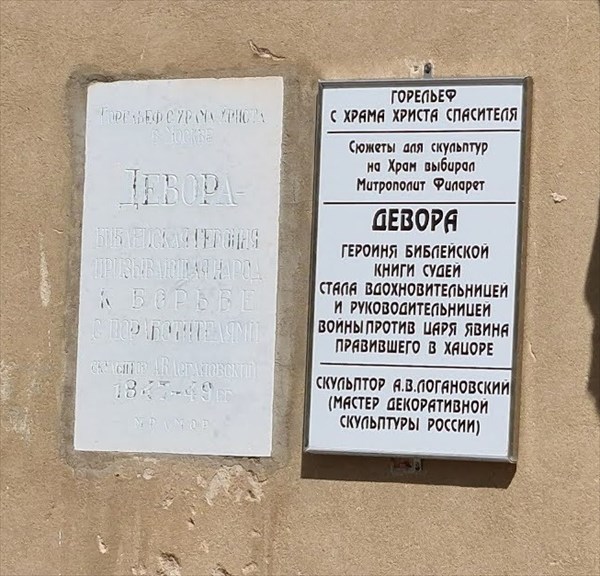 ГОРЕЛЬЕФ С ХРАМА ХРИСТА
В МОСКВЕ
ДЕВОРА-
БИБЛЕЙСКАЯ ГЕРОИНЯ
ПРИЗЫВАЮЩАЯ НАРОД
К БОРЬБЕ
С ПОРАБОТИТЕЛЯМИ
СКУЛЬПТОР А.В.ЛОГАНОВСКИЙ
1847-49 ГГ
МРАМОР
ГОРЕЛЬЕФ
С ХРАМА ХРИСТА СПАСИТЕЛЯ
Сюжеты для скульптур
на Храм выбирал
Митрополит Филарет
ДЕВОРА
ГЕРОИНЯ БИБЛЕЙСКОЙ
КНИГИ СУДЕЙ
СТАЛА ВДОХНОВИТЕЛЬНИЦЕЙ
И РУКОВОДИТЕЛЬНИЦЕЙ
ВОЙНЫ ПРОТИВ ЦАРЯ ЯВИНА
ПРАВИВШЕГО В ХАЦОРЕ
СКУЛЬПТОР А.В.ЛОГАНОВСКИЙ
(МАСТЕР ДЕКОРАТИВНОЙ
СКУЛЬПТУРЫ РОССИИ)